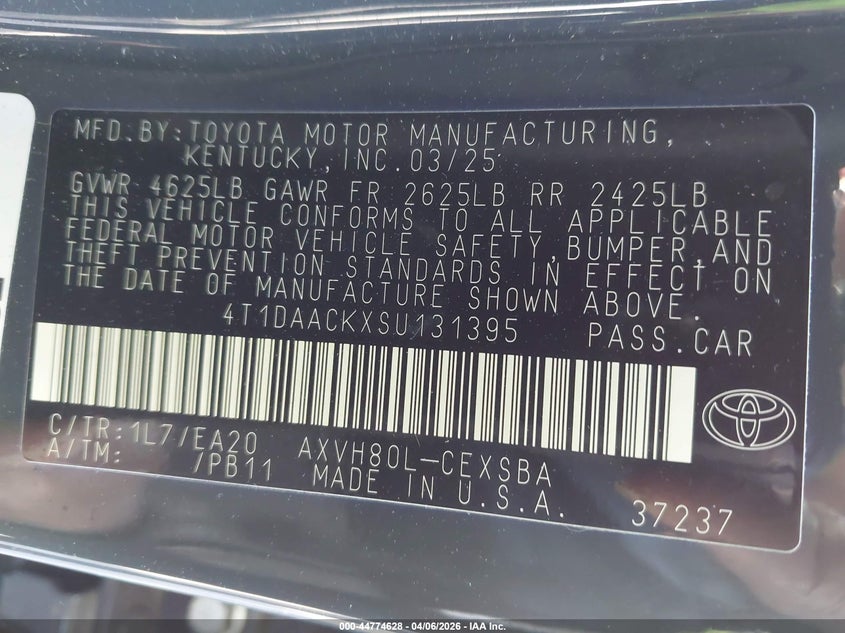 MFD.BY:TOYOTA MOTOR MANUFACTURING,
KENTUCKY,INC.03/25
GVWR 4625LB GAWR FR 2625LB RR 2425LB
THIS VEHICLE CONFORMS TO ALL APPLICABLE
FEDERAL MOTOR VEHICLE SAFETY,BUMPER,AND
THEFT PREVENTION STANDARDS IN EFFECT ON
THE DATE OF MANUFACTURE SHOWN ABOVE.
4T1DAACKXSU131395 PASS.CAR
C/TR:1L7/EA20 AXVH80L-CEXSBA
A/TM: /PB11 MADE IN U.S.A.
37237
000-44774628 - 04/06/2026 - IAA Inc.